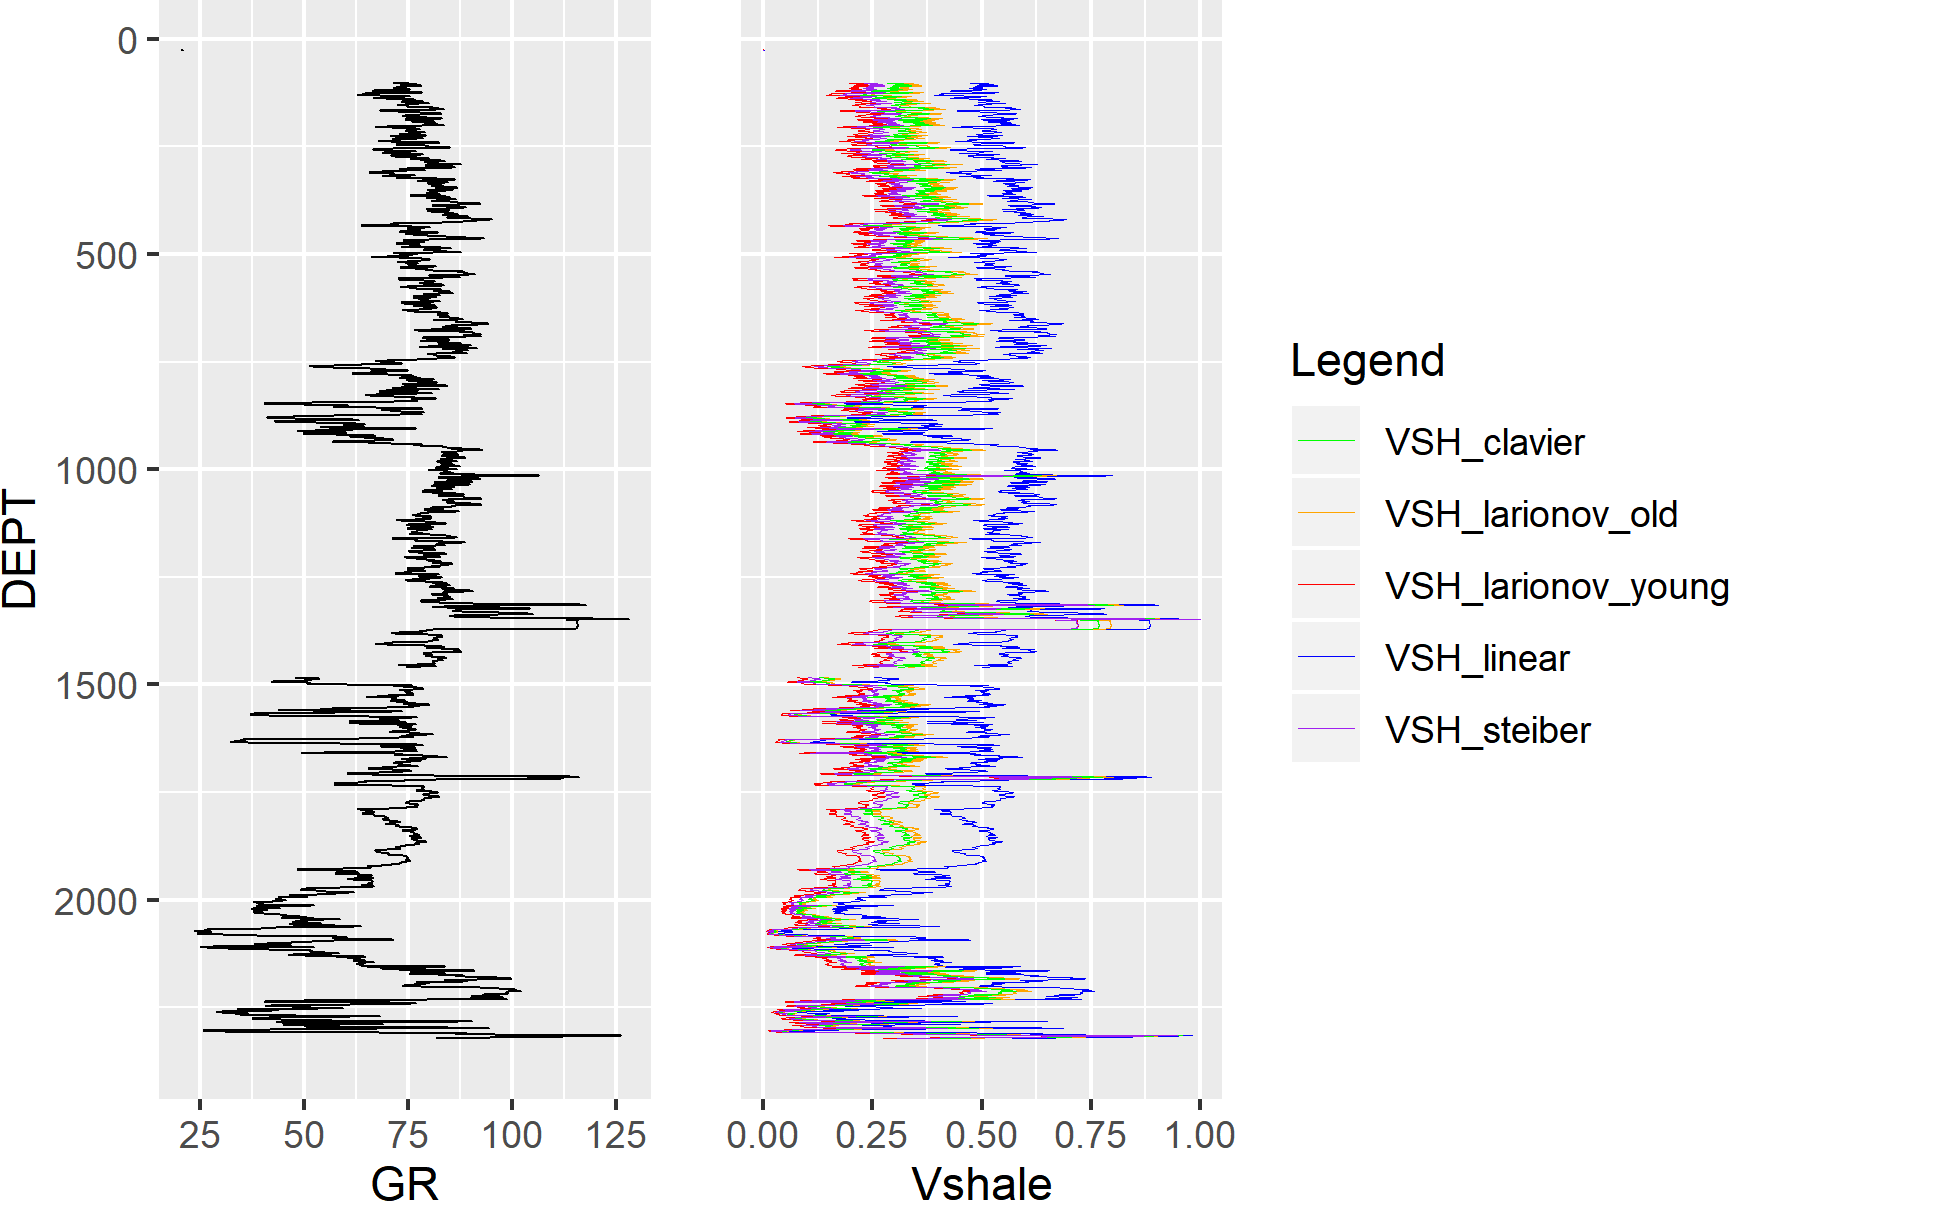 DEPT
0
500
1000
1500
2000
25 50 75 100 125
GR
0.00 0.25 0.50 0.75 1.00
Vshale
Legend
VSH_clavier
VSH_larionov_old
VSH_larionov_young
VSH_linear
VSH_steiber